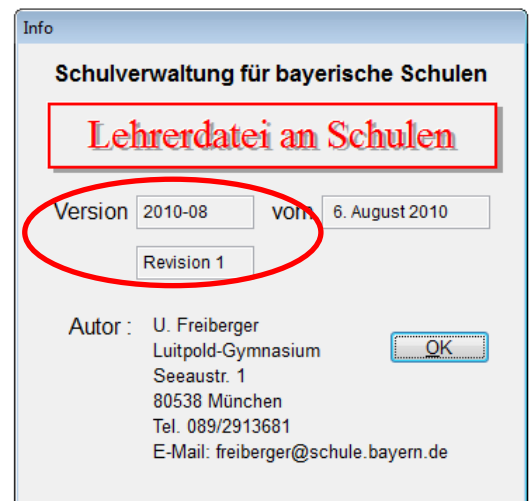 Info
Schulverwaltung für bayerische Schulen
Lehrerdatei an Schulen
Version 2010-08 vom 6. August 2010
Revision 1
Autor : U. Freiberger
Luitpold-Gymnasium
OK
Seeaustr. 1
80538 München
Tel. 089/2913681
E-Mail: freiberger@schule.bayern.de